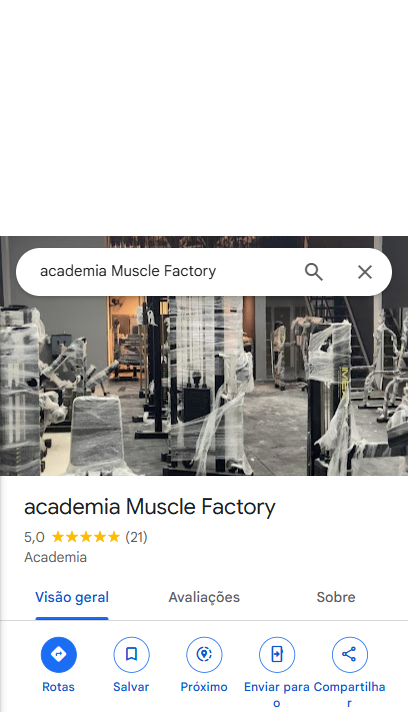 academia Muscle Factory
academia Muscle Factory
5,0 ★★★★★ (21)
Academia
Visão geral Avaliações Sobre
Rotas Salvar Próximo Enviar para o Compartilhar